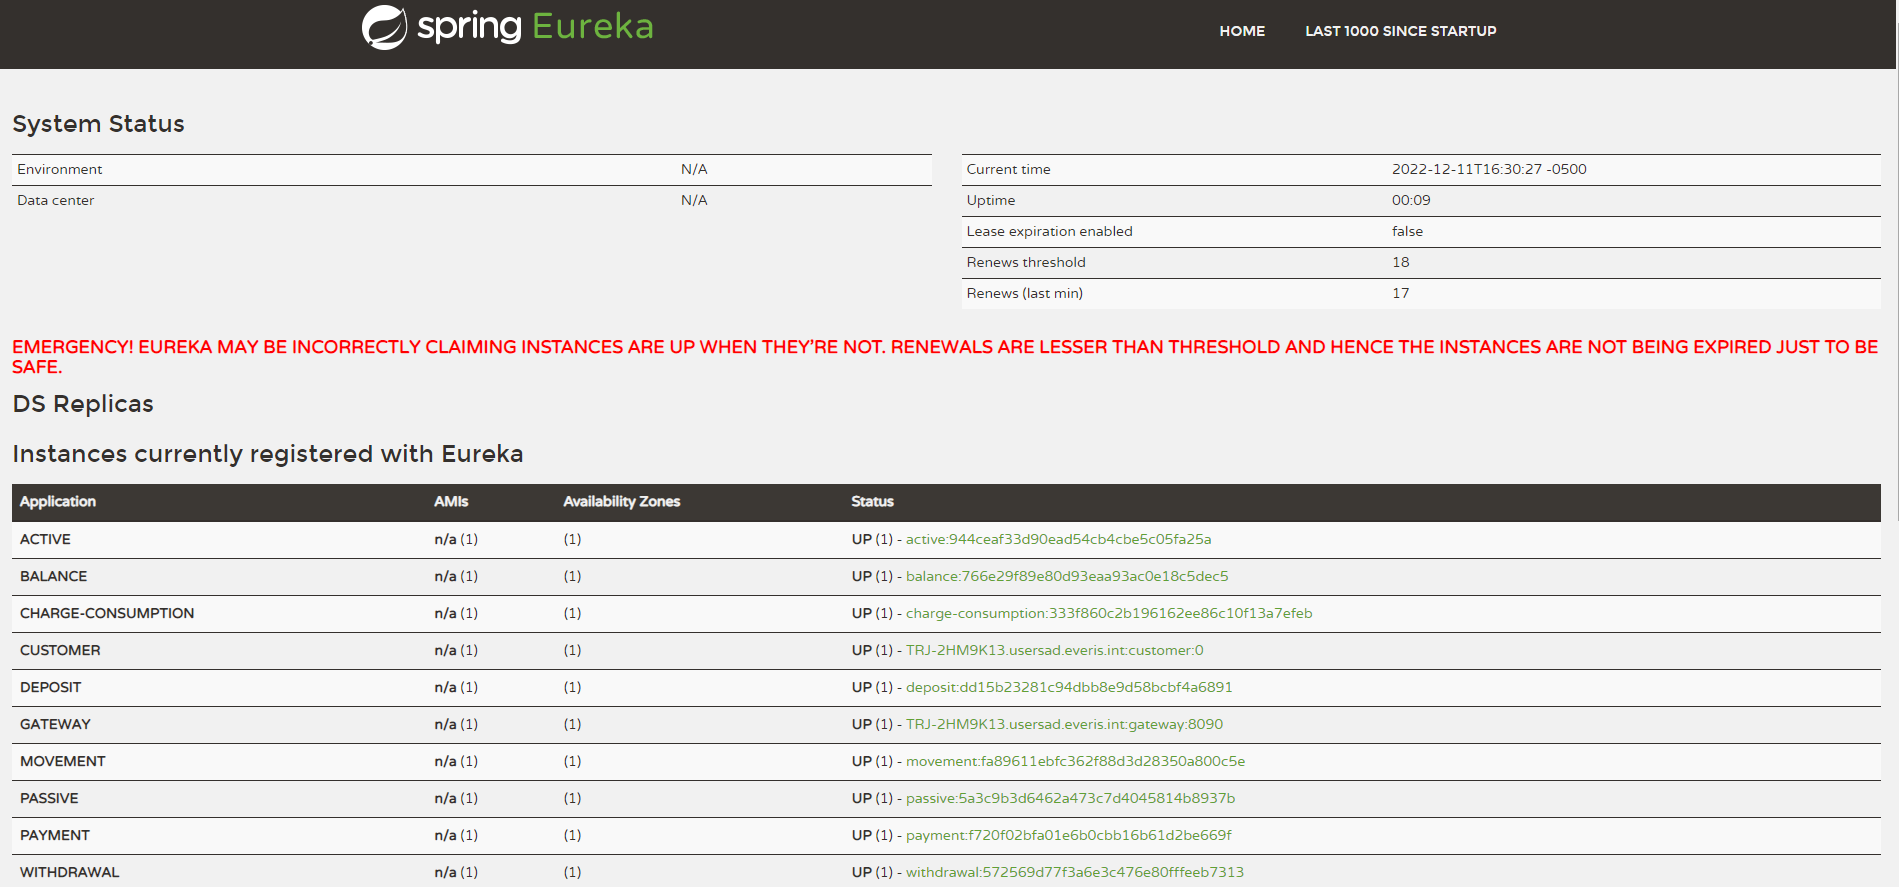 spring Eureka
HOME LAST 1000 SINCE STARTUP
System Status
Environment N/A
Data center N/A
Current time 2022-12-11T16:30:27 -0500
Uptime 00:09
Lease expiration enabled false
Renews threshold 18
Renews (last min) 17
EMERGENCY! EUREKA MAY BE INCORRECTLY CLAIMING INSTANCES ARE UP WHEN THEY'RE NOT. RENEWALS ARE LESSER THAN THRESHOLD AND HENCE THE INSTANCES ARE NOT BEING EXPIRED JUST TO BE
SAFE.
DS Replicas
Instances currently registered with Eureka
Application AMIs Availability Zones Status
ACTIVE n/a (1) (1) UP (1) - active:944ceaf33d90ead54cb4cbe5c05fa25a
BALANCE n/a (1) (1) UP (1) - balance:766e29f89e80d93eaa93ac0e18c5dec5
CHARGE-CONSUMPTION n/a (1) (1) UP (1) - charge-consumption:333f860c2b196162ee86c10f13a7efeb
CUSTOMER n/a (1) (1) UP (1) - TRJ-2HM9K13.usersad.everis.int:customer:0
DEPOSIT n/a (1) (1) UP (1) - deposit:dd15b23281c94dbb8e9d58bcbf4a6891
GATEWAY n/a (1) (1) UP (1) - TRJ-2HM9K13.usersad.everis.int:gateway:8090
MOVEMENT n/a (1) (1) UP (1) - movement:fa89611ebfc362f88d3d28350a800c5e
PASSIVE n/a (1) (1) UP (1) - passive:5a3c9b3d6462a473c7d4045814b8937b
PAYMENT n/a (1) (1) UP (1) - payment:f720f02bfa01e6b0cbb16b61d2be669f
WITHDRAWAL n/a (1) (1) UP (1) - withdrawal:572569d77f3a6e3c476e80fffeeb7313